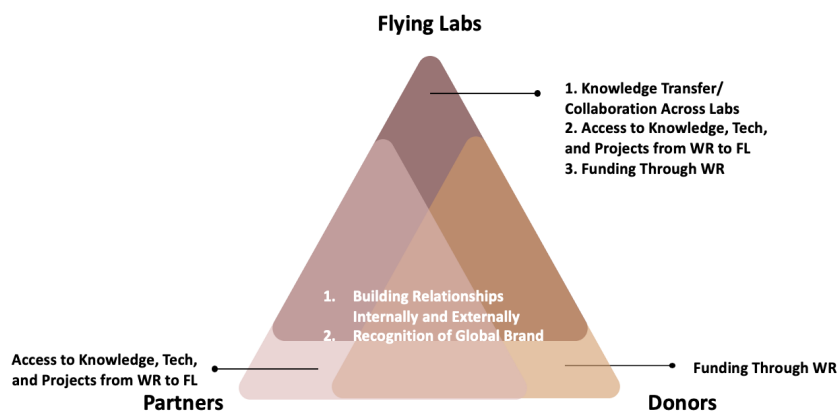 Flying Labs
1. Knowledge Transfer/
Collaboration Across Labs
2. Access to Knowledge, Tech,
and Projects from WR to FL
3. Funding Through WR
1. Building Relationships
Internally and Externally
2. Recognition of Global Brand
Access to Knowledge, Tech,
and Projects from WR to FL
Funding Through WR
Partners
Donors